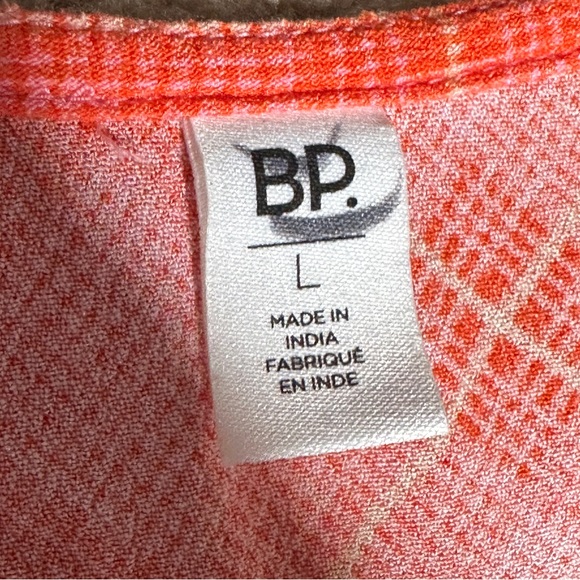 BP.
L
MADE IN
INDIA
FABRIQUÉ
EN INDE